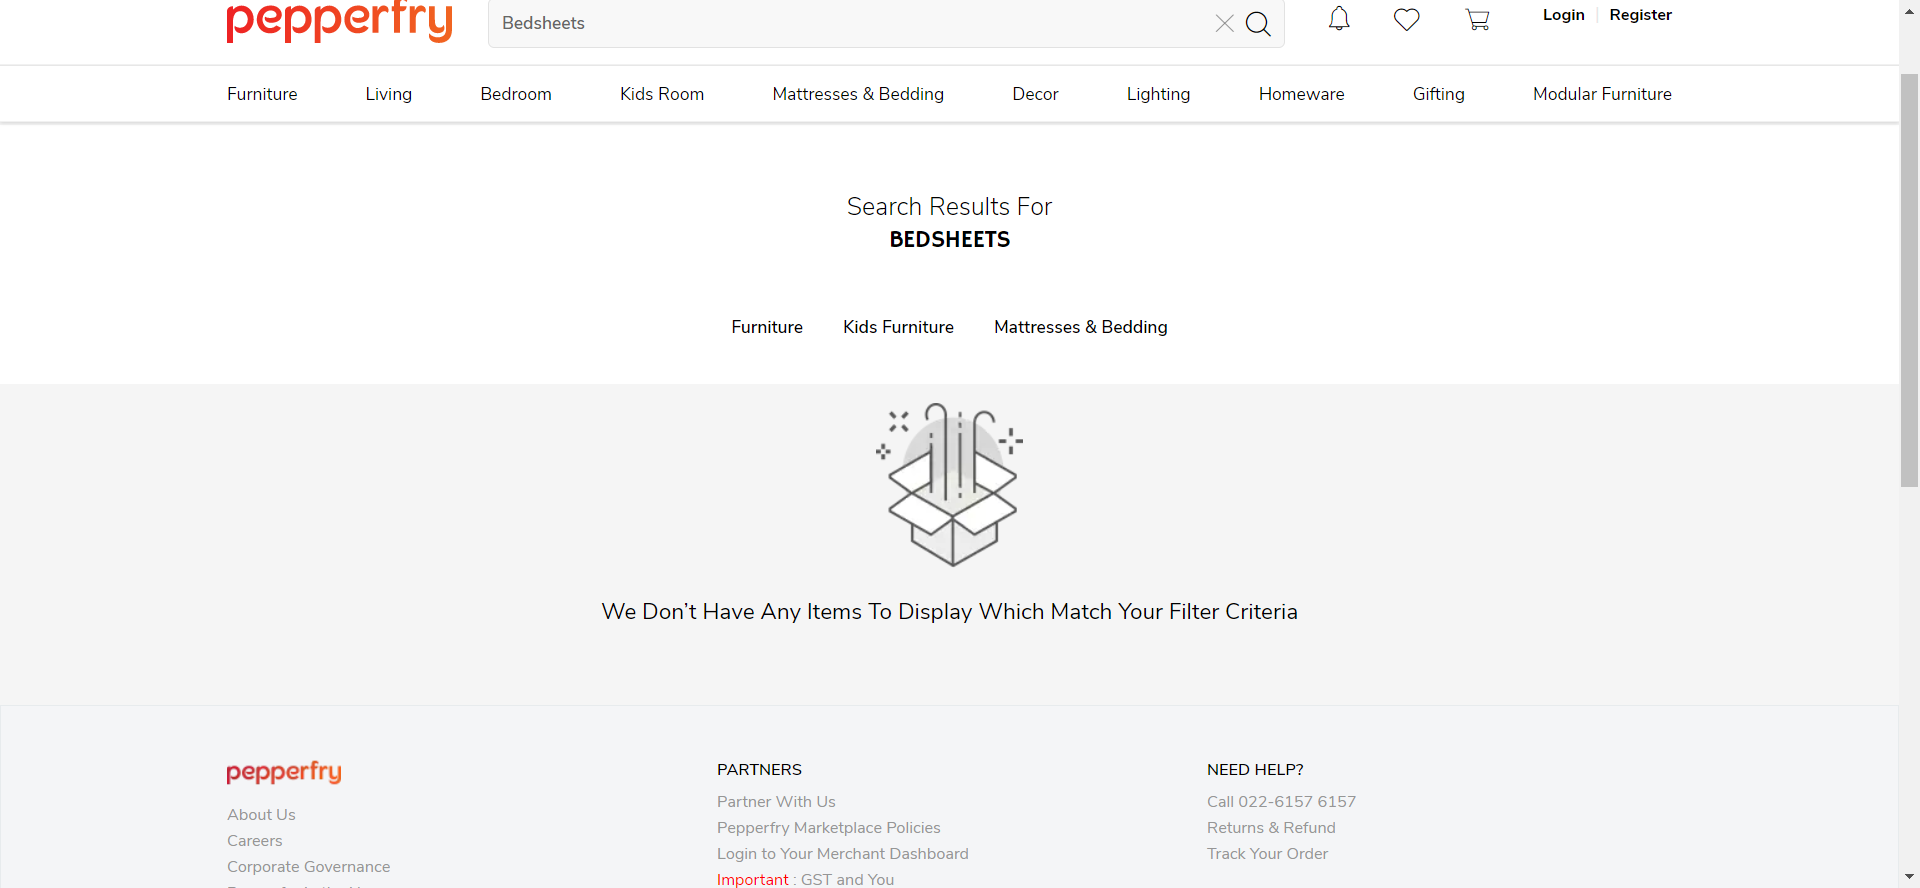 pepperfry
Bedsheets
Login Register
Furniture Living Bedroom Kids Room Mattresses & Bedding Decor Lighting Homeware Gifting Modular Furniture
Search Results For
BEDSHEETS
Furniture Kids Furniture Mattresses & Bedding
We Don’t Have Any Items To Display Which Match Your Filter Criteria
pepperfry
About Us
Careers
Corporate Governance
PARTNERS
Partner With Us
Pepperfry Marketplace Policies
Login to Your Merchant Dashboard
Important : GST and You
NEED HELP?
Call 022-6157 6157
Returns & Refund
Track Your Order